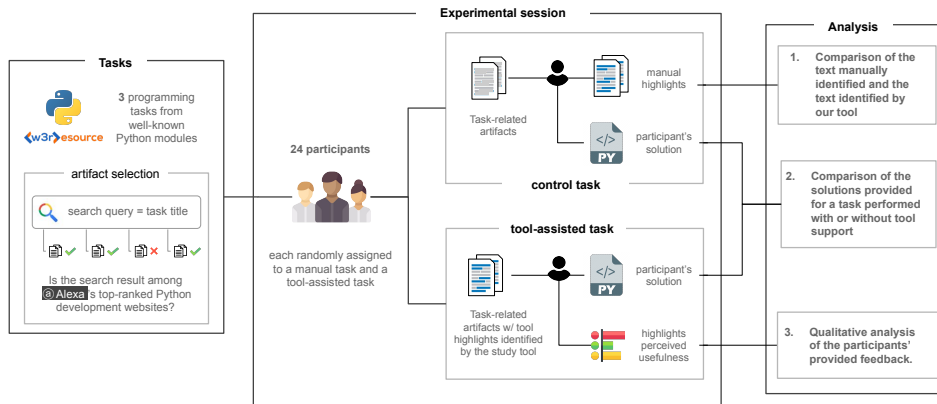 Tasks
3 programming
tasks from
well-known
Python modules
<w3r>esource
artifact selection
search query = task title
Is the search result among
a Alexa's top-ranked Python
development websites?
Experimental session
24 participants
each randomly assigned
to a manual task and a
tool-assisted task
Task-related
artifacts
manual
highlights
</>
PY
participant's
solution
control task
tool-assisted task
Task-related
artifacts w/ tool
highlights identified
by the study tool
</>
PY
participant's
solution
highlights
perceived
usefulness
Analysis
1. Comparison of the
text manually
identified and the
text identified by
our tool
2. Comparison of the
solutions provided
for a task performed
with or without tool
support
3. Qualitative analysis
of the participants'
provided feedback.